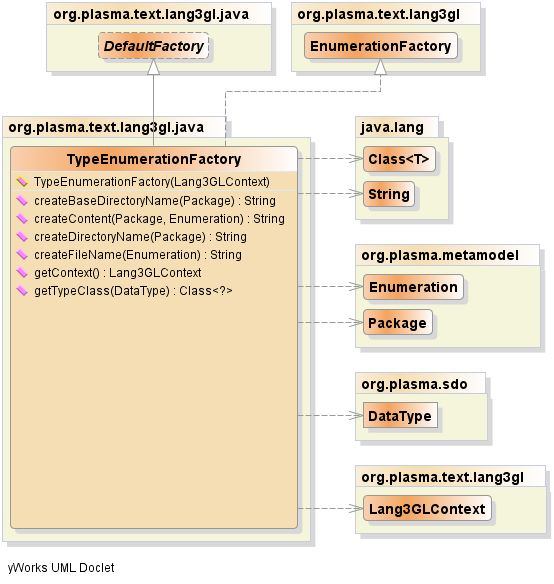 org.plasma.text.lang3gl.java
DefaultFactory
org.plasma.text.lang3gl
EnumerationFactory
org.plasma.text.lang3gl.java
TypeEnumerationFactory
TypeEnumerationFactory(Lang3GLContext)
createBaseDirectoryName(Package) : String
createContent(Package, Enumeration) : String
createDirectoryName(Package) : String
createFileName(Enumeration) : String
getContext() : Lang3GLContext
getTypeClass(DataType) : Class<?>
java.lang
Class<T>
String
org.plasma.metamodel
Enumeration
Package
org.plasma.sdo
DataType
org.plasma.text.lang3gl
Lang3GLContext
yWorks UML Doclet